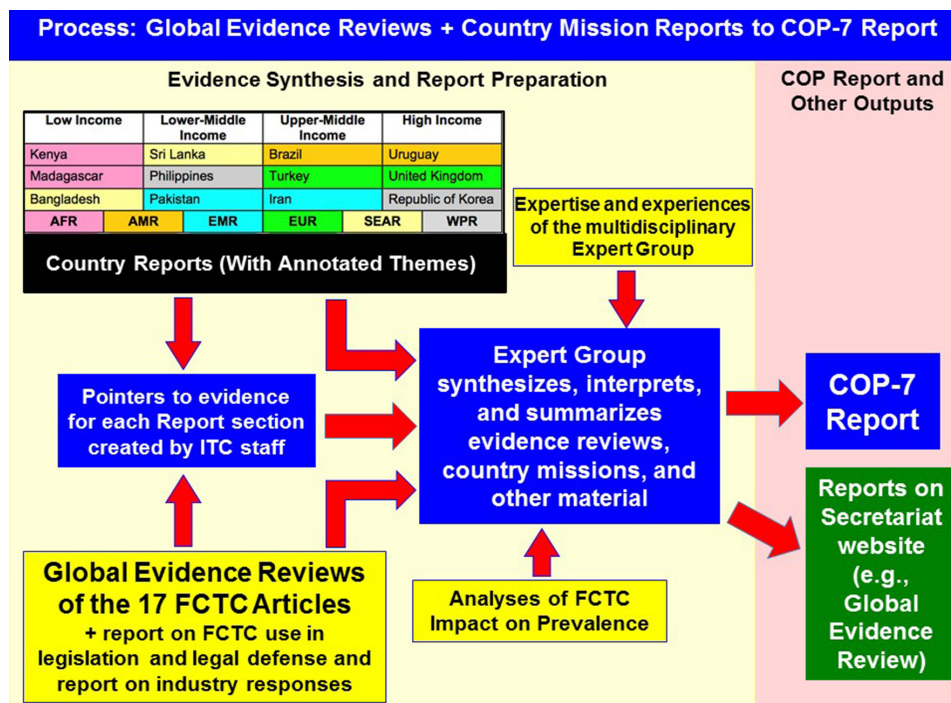 Process: Global Evidence Reviews + Country Mission Reports to COP-7 Report
Evidence Synthesis and Report Preparation
COP Report and
Other Outputs
Low Income
Lower-Middle
Income
Upper-Middle
Income
High Income
Kenya
Sri Lanka
Brazil
Uruguay
Madagascar
Philippines
Turkey
United Kingdom
Bangladesh
Pakistan
Iran
Republic of Korea
AFR
AMR
EMR
EUR
SEAR
WPR
Country Reports (With Annotated Themes)
Expertise and experiences
of the multidisciplinary
Expert Group
Pointers to evidence
for each Report section
created by ITC staff
Expert Group
synthesizes, interprets,
and summarizes
evidence reviews,
country missions, and
other material
COP-7
Report
Global Evidence Reviews
of the 17 FCTC Articles
+ report on FCTC use in
legislation and legal defense and
report on industry responses
Analyses of FCTC
Impact on Prevalence
Reports on
Secretariat
website
(e.g.,
Global
Evidence
Review)